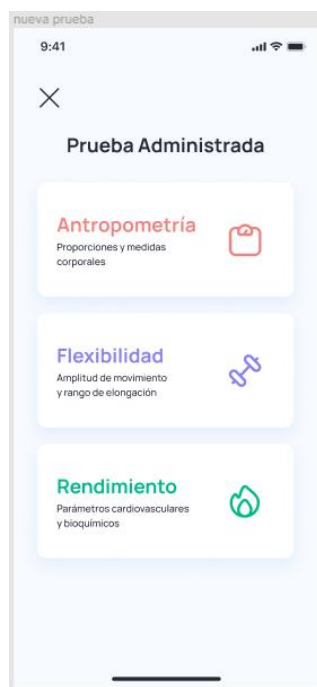 nueva prueba
9:41
Prueba Administrada
Antropometría
Proporciones y medidas
corporales
Flexibilidad
Amplitud de movimiento
y rango de elongación
Rendimiento
Parámetros cardiovasculares
y bioquímicos